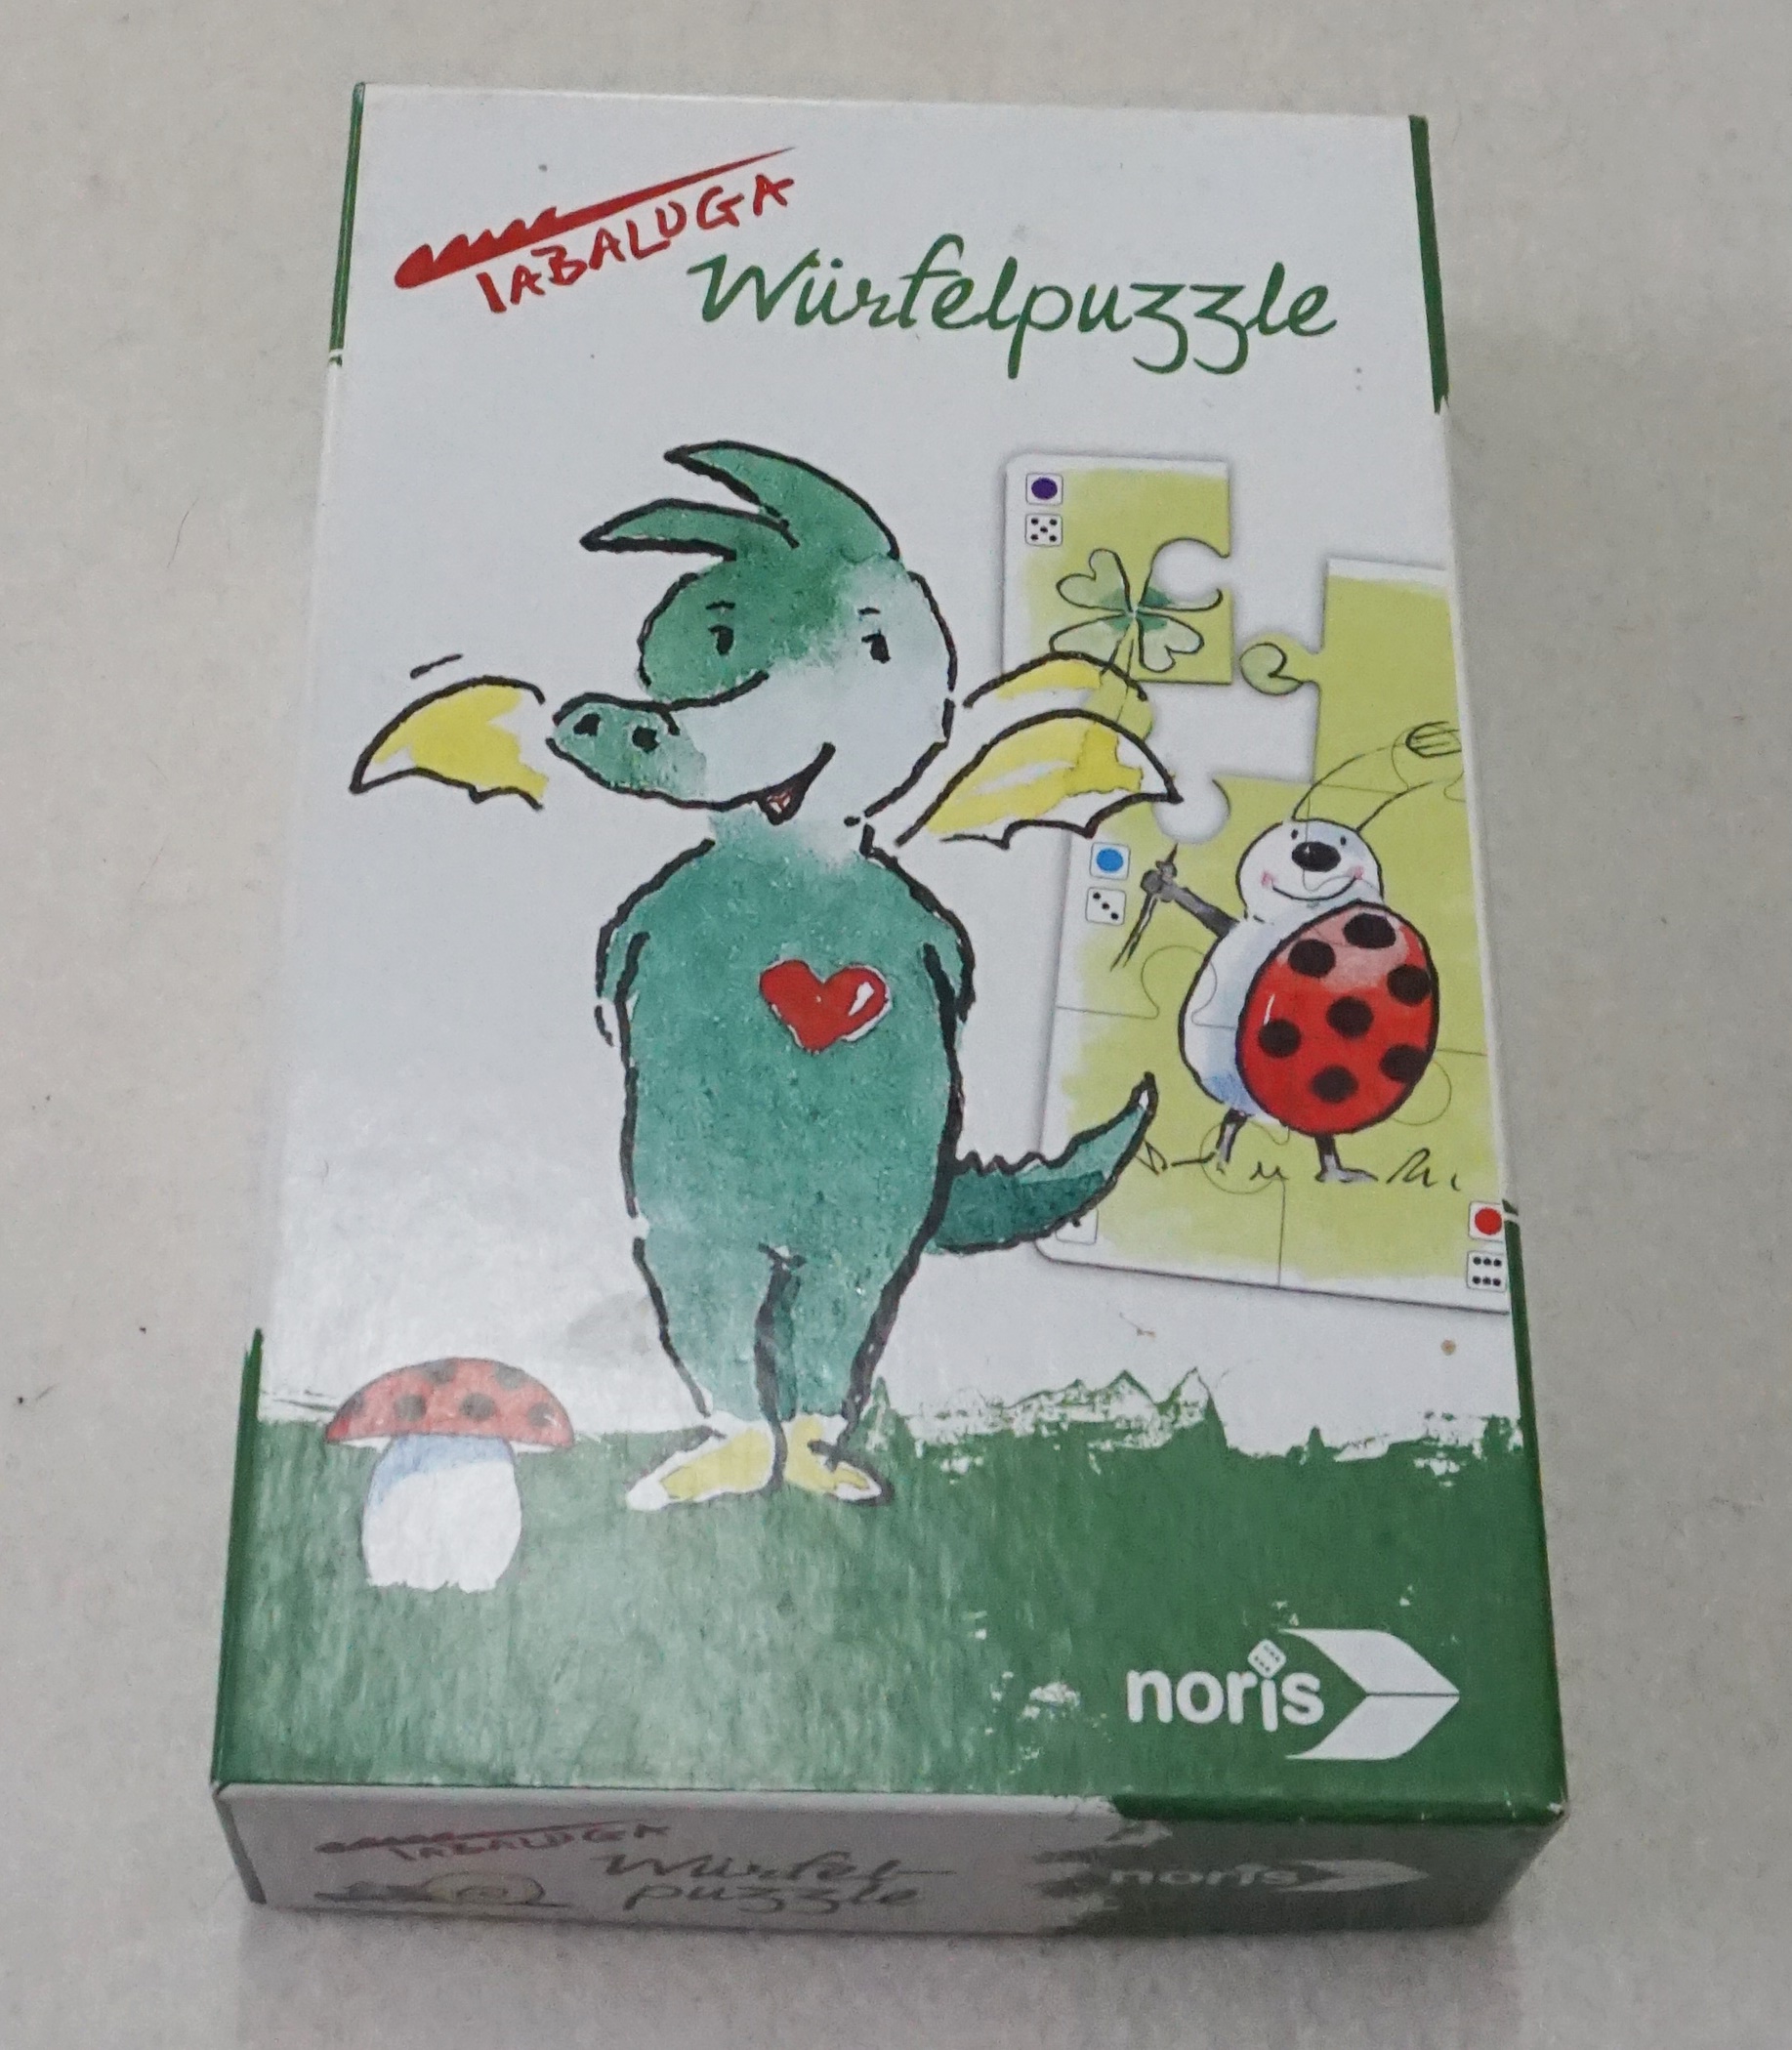 TABALUGA
Würfelpuzzle
noris
TABALUGA
Würfel-
puzzle
noris